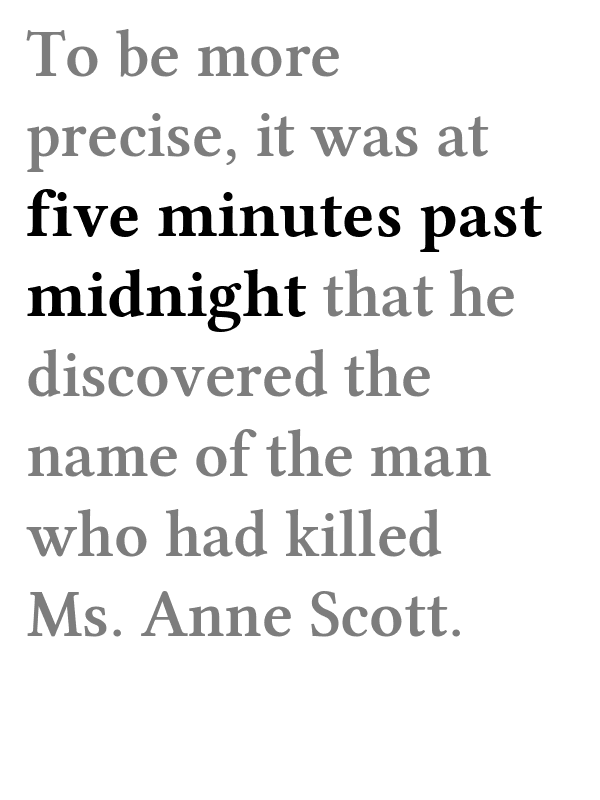 To be more
precise, it was at
five minutes past
midnight that he
discovered the
name of the man
who had killed
Ms. Anne Scott.